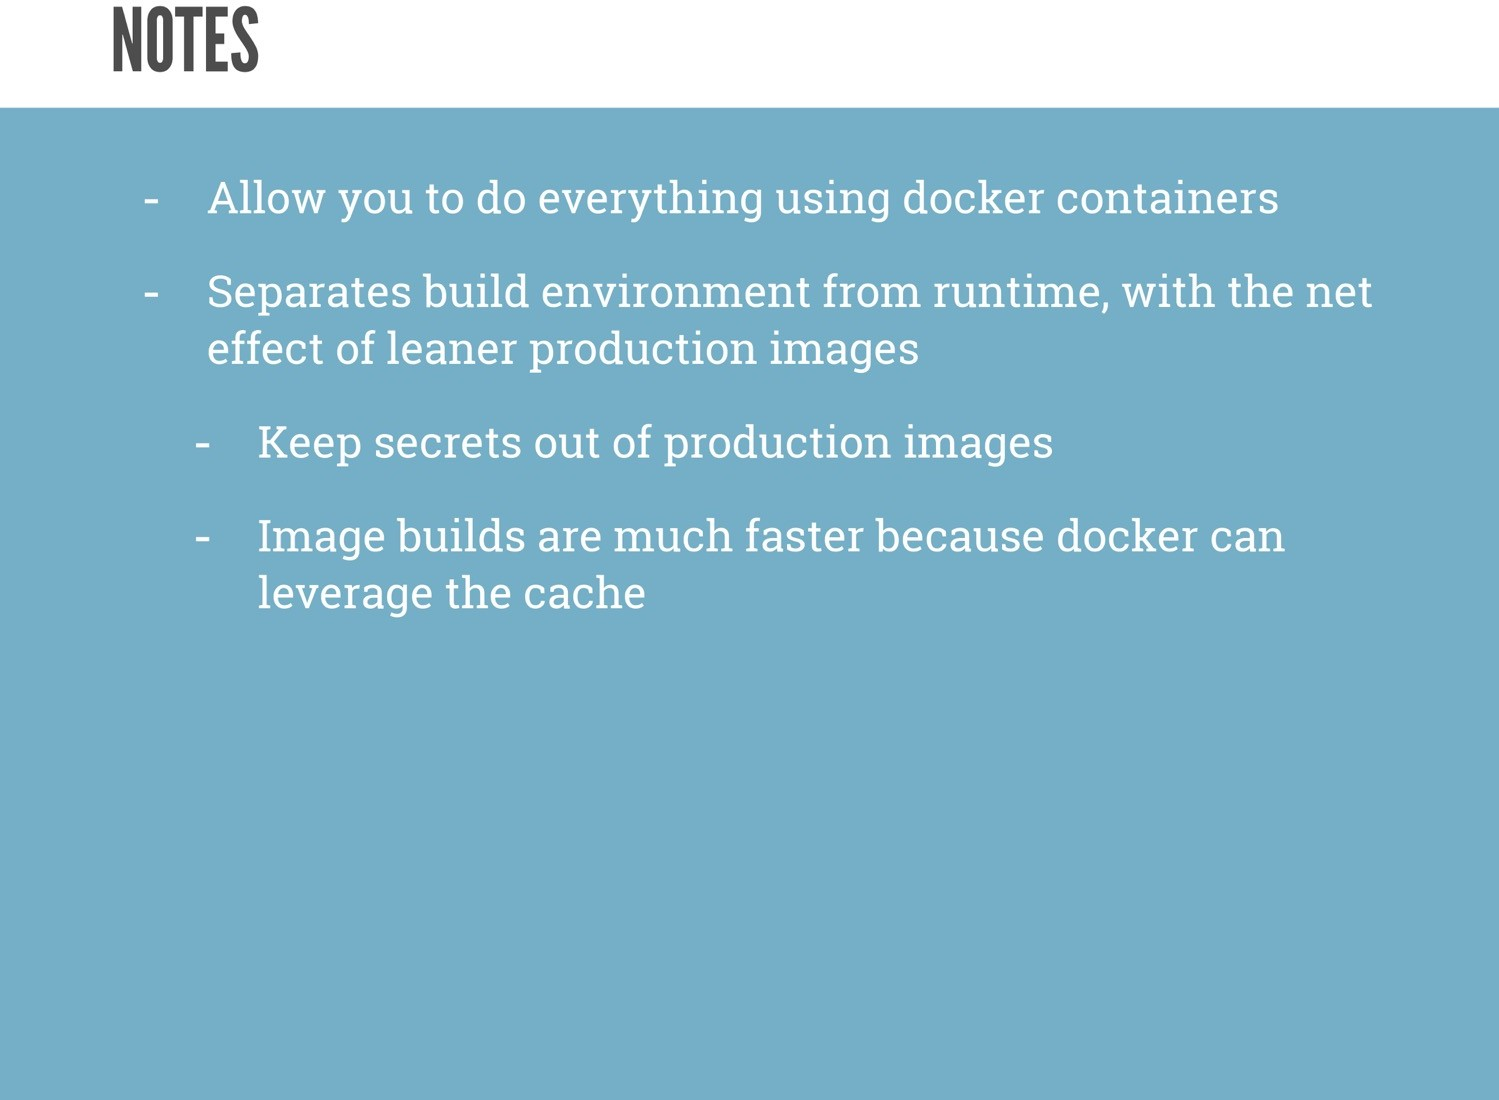 NOTES
- Allow you to do everything using docker containers
- Separates build environment from runtime, with the net
effect of leaner production images
- Keep secrets out of production images
- Image builds are much faster because docker can
leverage the cache